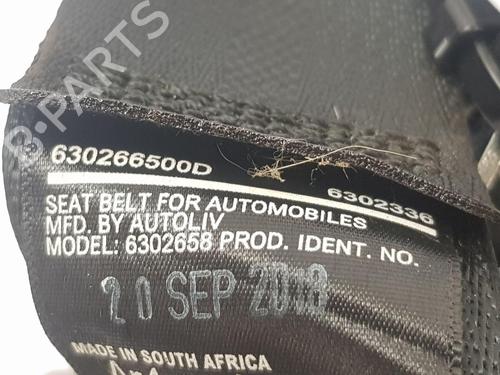 B-PARTS
630266500D
6302336
SEAT BELT FOR AUTOMOBILES
MFD. BY AUTOLIV
MODEL: 6302658 PROD. IDENT. NO.
20 SEP 2018
MADE IN SOUTH AFRICA